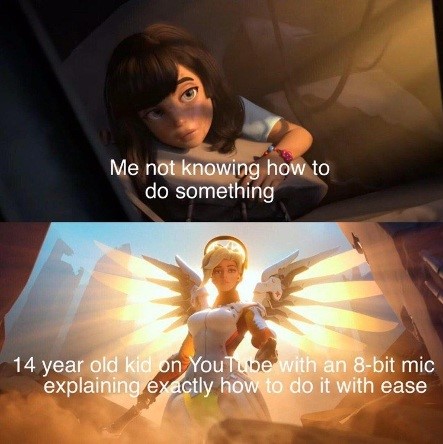 Me not knowing how to
do something
14 year old kid on YouTube with an 8-bit mic
explaining exactly how to do it with ease